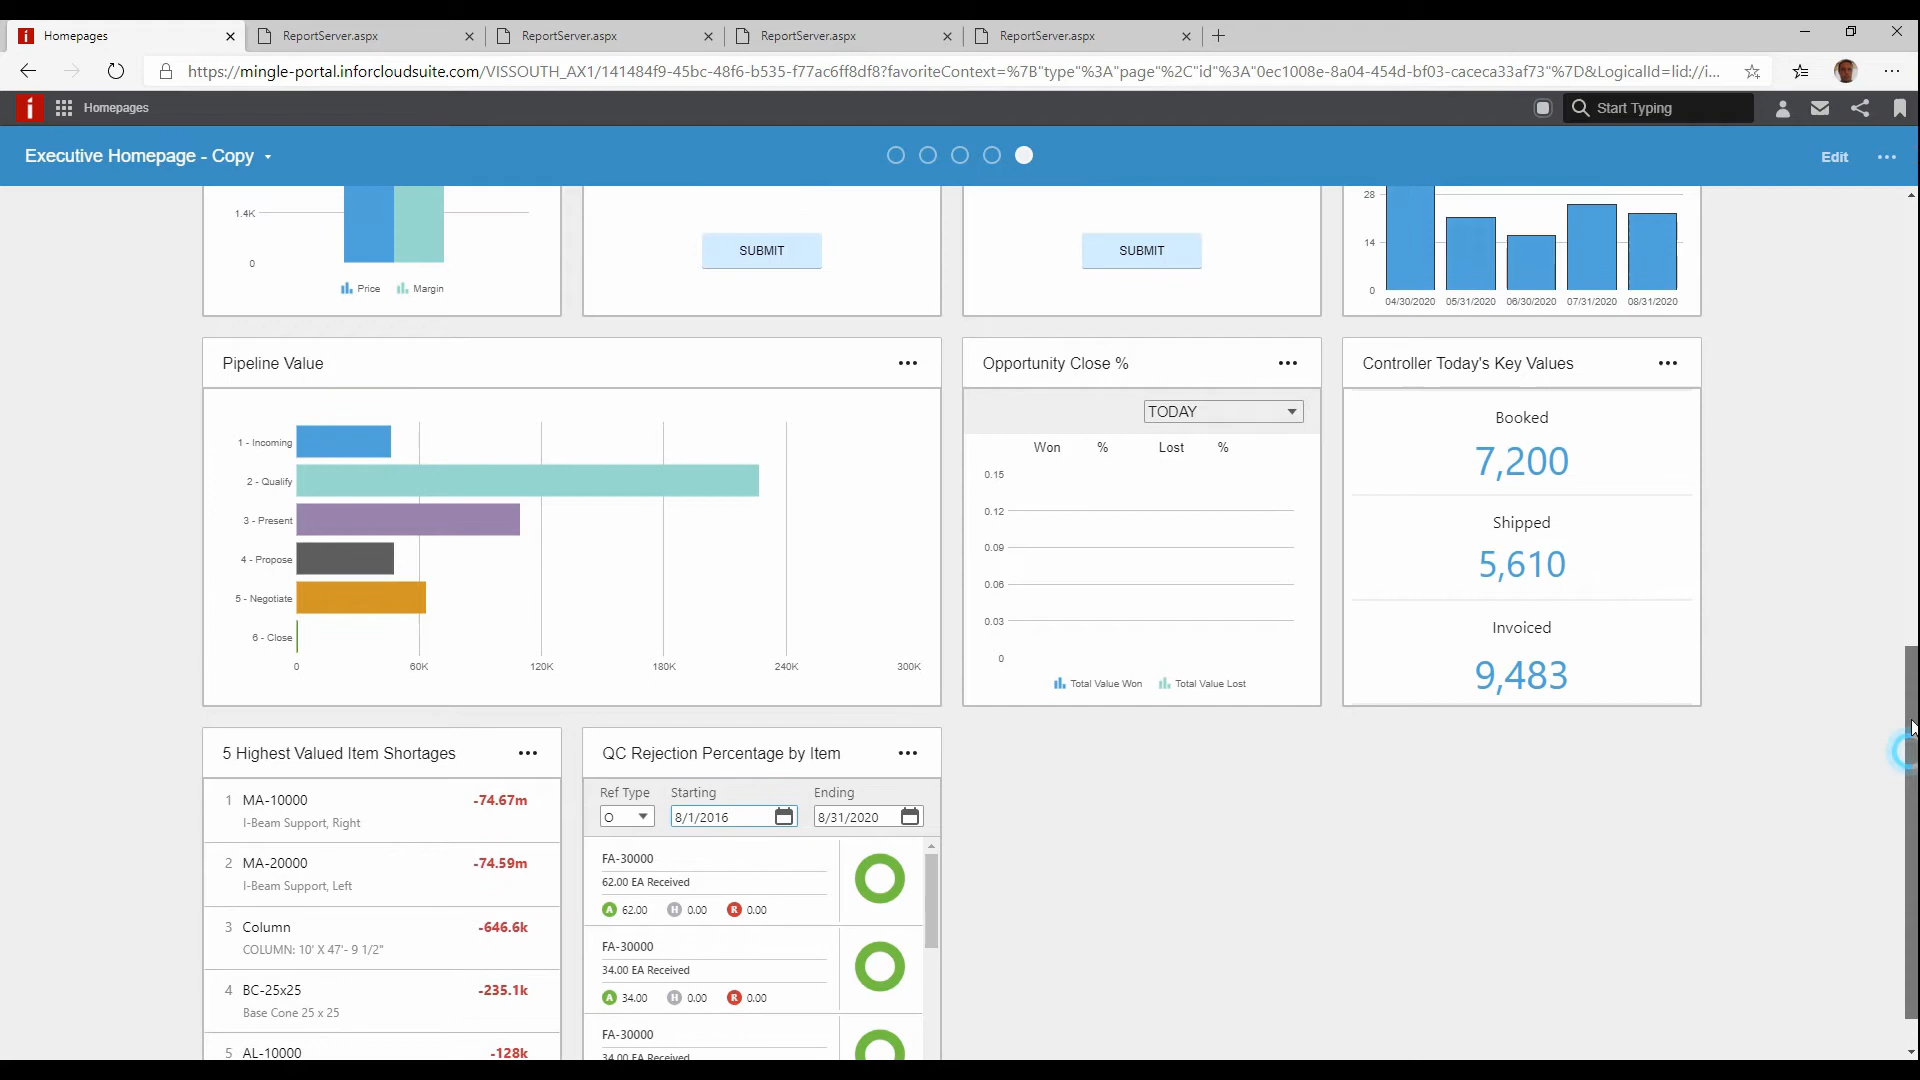 Homepages
ReportServer.aspx
ReportServer.aspx
ReportServer.aspx
ReportServer.aspx
https://mingle-portal.inforcloudsuite.com/VISSOUTH_AX1/141484f9-45bc-48f6-b535-f77ac6ff8df8?favoriteContext=%7B"type"%3A"page"%2C"id"%3A"0ec1008e-8a04-454d-bf03-caceca33af73"%7D&LogicalId=lid://i...
Homepages
Start Typing
Executive Homepage - Copy
Edit
1.4K
0
Price Margin
SUBMIT
SUBMIT
28
14
0
04/30/2020 05/31/2020 06/30/2020 07/31/2020 08/31/2020
Pipeline Value
1 - Incoming
2 - Qualify
3 - Present
4 - Propose
5 - Negotiate
6 - Close
0 60K 120K 180K 240K 300K
Opportunity Close %
TODAY
Won % Lost %
0.15
0.12
0.09
0.06
0.03
0
Total Value Won Total Value Lost
Controller Today's Key Values
Booked
7,200
Shipped
5,610
Invoiced
9,483
5 Highest Valued Item Shortages
1 MA-10000 -74.67m
I-Beam Support, Right
2 MA-20000 -74.59m
I-Beam Support, Left
3 Column -646.6k
COLUMN: 10' X 47'- 9 1/2"
4 BC-25x25 -235.1k
Base Cone 25 x 25
5 AL-10000 -128k
QC Rejection Percentage by Item
Ref Type Starting Ending
O 8/1/2016 8/31/2020
FA-30000
62.00 EA Received
A 62.00 H 0.00 R 0.00
FA-30000
34.00 EA Received
A 34.00 H 0.00 R 0.00
FA-30000
34.00 EA Received